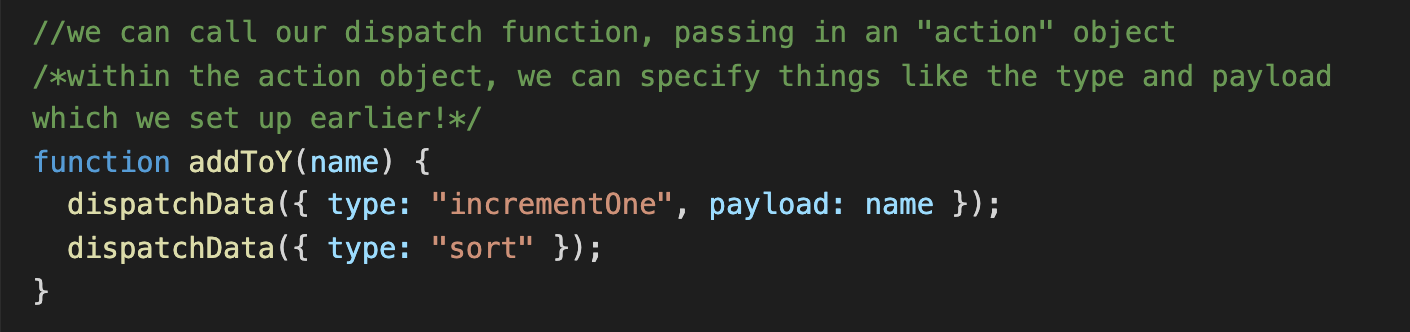 //we can call our dispatch function, passing in an "action" object
/*within the action object, we can specify things like the type and payload
which we set up earlier!*/
function addToY(name) {
  dispatchData({ type: "incrementOne", payload: name });
  dispatchData({ type: "sort" });
}